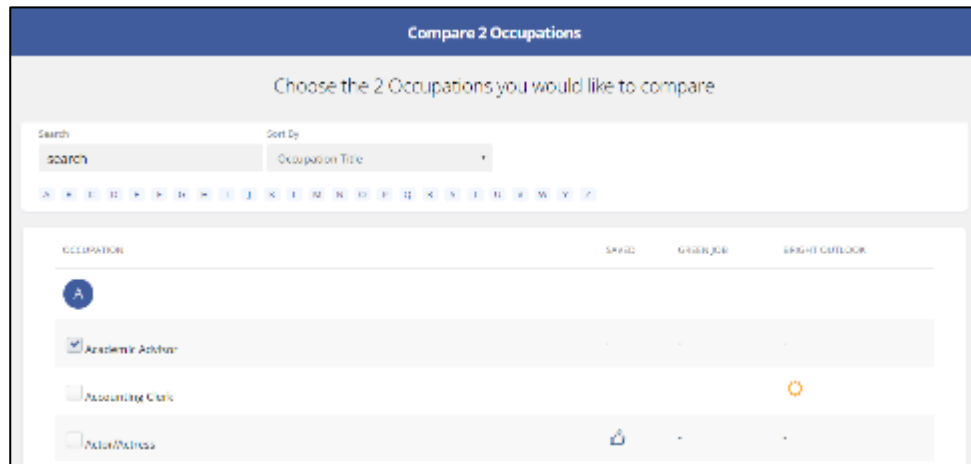 Compare 2 Occupations
Choose the 2 Occupations you would like to compare
Search Sort By
search Occupation Title
A B C D E F G H I J K L M N O P Q R S T U V W Y Z
OCCUPATION SAVED GREEN JOB BRIGHT OUTLOOK
A
Academic Advisor - - -
Accounting Clerk
Actor/Actress - -